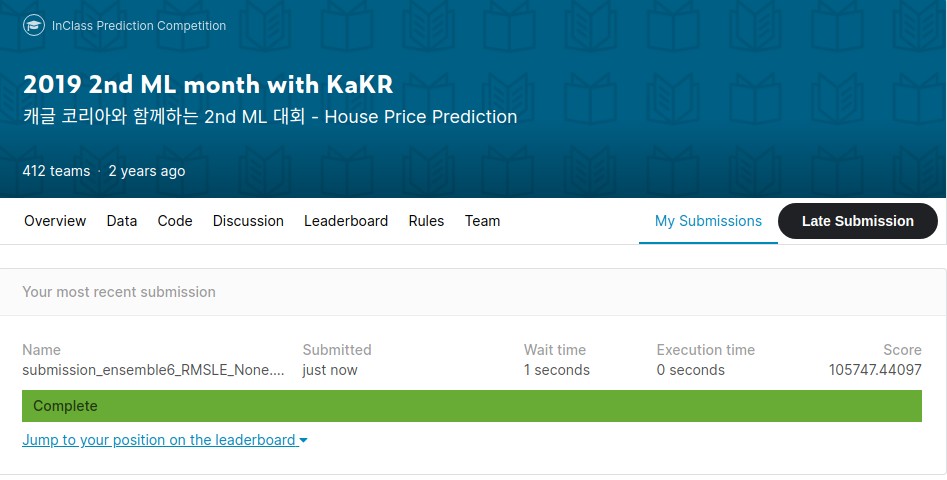 InClass Prediction Competition
2019 2nd ML month with KaKR
캐글 코리아와 함께하는 2nd ML 대회 - House Price Prediction
412 teams · 2 years ago
Overview Data Code Discussion Leaderboard Rules Team My Submissions Late Submission
Your most recent submission
Name Submitted Wait time Execution time Score
submission_ensemble6_RMSLE_None.... just now 1 seconds 0 seconds 105747.44097
Complete
Jump to your position on the leaderboard